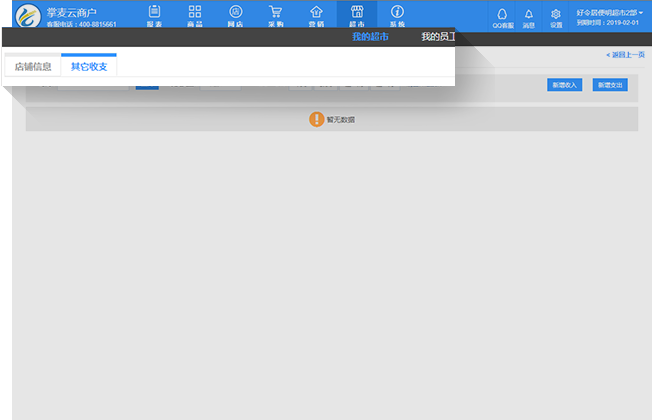 掌麦云商户
客服电话：400-8815661
报表
商品
网店
采购
营销
超市
系统
QQ客服
消息
设置
好令居便明超市2部
到期时间：2019-02-01
我的超市
我的员工
< 返回上一页
店铺信息
其它收支
新增收入
新增支出
暂无数据